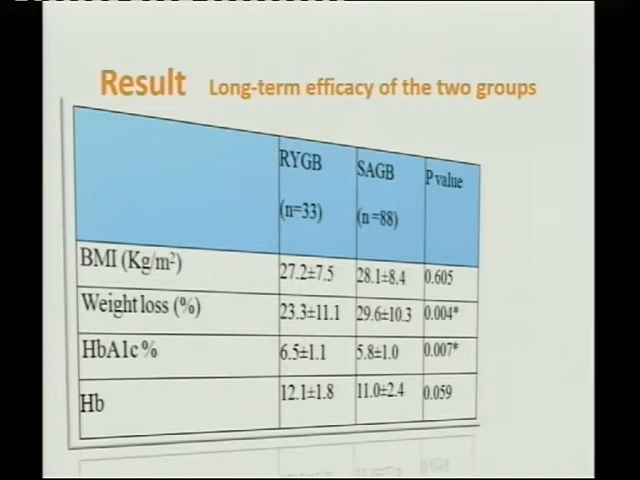 Result Long-term efficacy of the two groups
RYGB (n=33) SAGB (n=88) P value
BMI (Kg/m²) 27.2±7.5 28.1±8.4 0.605
Weight loss (%) 23.3±11.1 29.6±10.3 0.004*
HbA1c% 6.5±1.1 5.8±1.0 0.007*
Hb 12.1±1.8 11.0±2.4 0.059